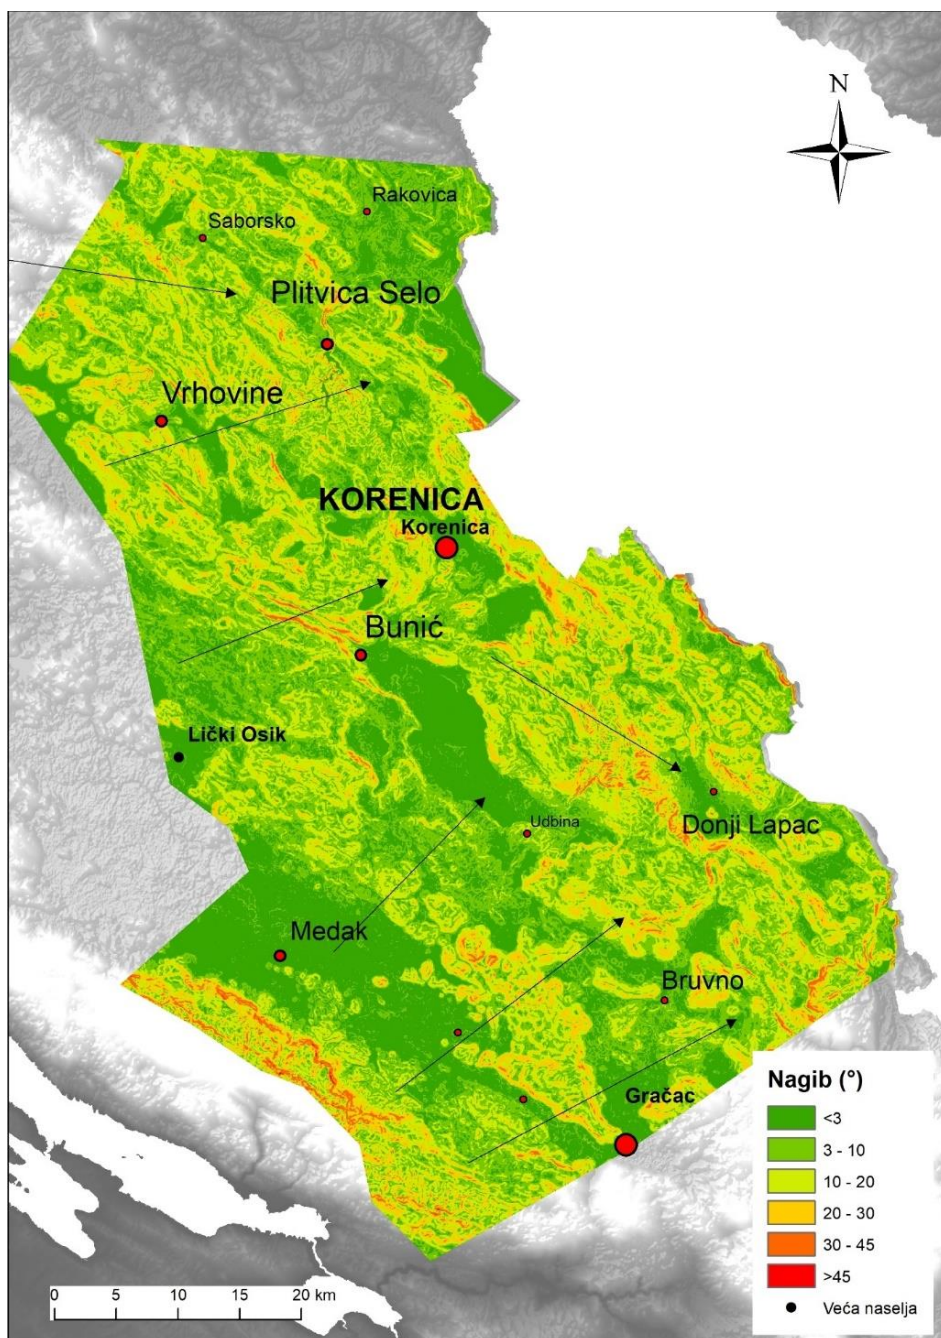 N
Rakovica
Saborsko
Plitvica Selo
Vrhovine
KORENICA
Korenica
Bunić
Lički Osik
Udbina
Donji Lapac
Medak
Bruvno
Gračac
Nagib (°)
<3
3 - 10
10 - 20
20 - 30
30 - 45
>45
Veća naselja
0 5 10 20 km